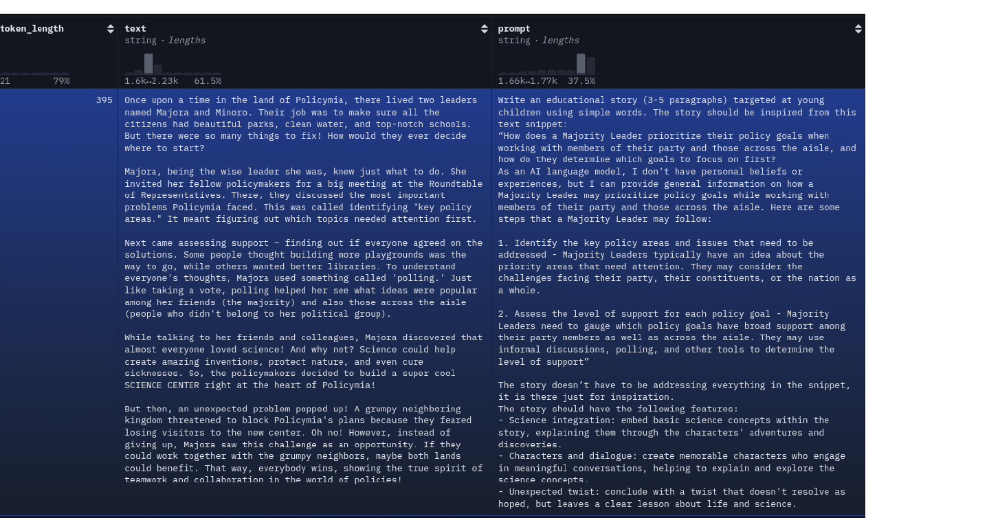 token_length
text
string · lengths
prompt
string · lengths
21 79%
1.6k↔2.23k 61.5%
1.66k↔1.77k 37.5%
395
Once upon a time in the land of Policymia, there lived two leaders
named Majora and Minoro. Their job was to make sure all the
citizens had beautiful parks, clean water, and top-notch schools.
But there were so many things to fix! How would they ever decide
where to start?
Majora, being the wise leader she was, knew just what to do. She
invited her fellow policymakers for a big meeting at the Roundtable
of Representatives. There, they discussed the most important
problems Policymia faced. This was called identifying "key policy
areas." It meant figuring out which topics needed attention first.
Next came assessing support – finding out if everyone agreed on the
solutions. Some people thought building more playgrounds was the
way to go, while others wanted better libraries. To understand
everyone's thoughts, Majora used something called 'polling.' Just
like taking a vote, polling helped her see what ideas were popular
among her friends (the majority) and also those across the aisle
(people who didn't belong to her political group).
While talking to her friends and colleagues, Majora discovered that
almost everyone loved science! And why not? Science could help
create amazing inventions, protect nature, and even cure
sicknesses. So, the policymakers decided to build a super cool
SCIENCE CENTER right at the heart of Policymia!
But then, an unexpected problem popped up! A grumpy neighboring
kingdom threatened to block Policymia's plans because they feared
losing visitors to the new center. Oh no! However, instead of
giving up, Majora saw this challenge as an opportunity. If they
could work together with the grumpy neighbors, maybe both lands
could benefit. That way, everybody wins, showing the true spirit of
teamwork and collaboration in the world of policies!
Write an educational story (3-5 paragraphs) targeted at young
children using simple words. The story should be inspired from this
text snippet:
“How does a Majority Leader prioritize their policy goals when
working with members of their party and those across the aisle, and
how do they determine which goals to focus on first?
As an AI language model, I don't have personal beliefs or
experiences, but I can provide general information on how a
Majority Leader may prioritize policy goals while working with
members of their party and those across the aisle. Here are some
steps that a Majority Leader may follow:
1. Identify the key policy areas and issues that need to be
addressed - Majority Leaders typically have an idea about the
priority areas that need attention. They may consider the
challenges facing their party, their constituents, or the nation as
a whole.
2. Assess the level of support for each policy goal - Majority
Leaders need to gauge which policy goals have broad support among
their party members as well as across the aisle. They may use
informal discussions, polling, and other tools to determine the
level of support”
The story doesn’t have to be addressing everything in the snippet,
it is there just for inspiration.
The story should have the following features:
- Science integration: embed basic science concepts within the
story, explaining them through the characters' adventures and
discoveries.
- Characters and dialogue: create memorable characters who engage
in meaningful conversations, helping to explain and explore the
science concepts.
- Unexpected twist: conclude with a twist that doesn't resolve as
hoped, but leaves a clear lesson about life and science.